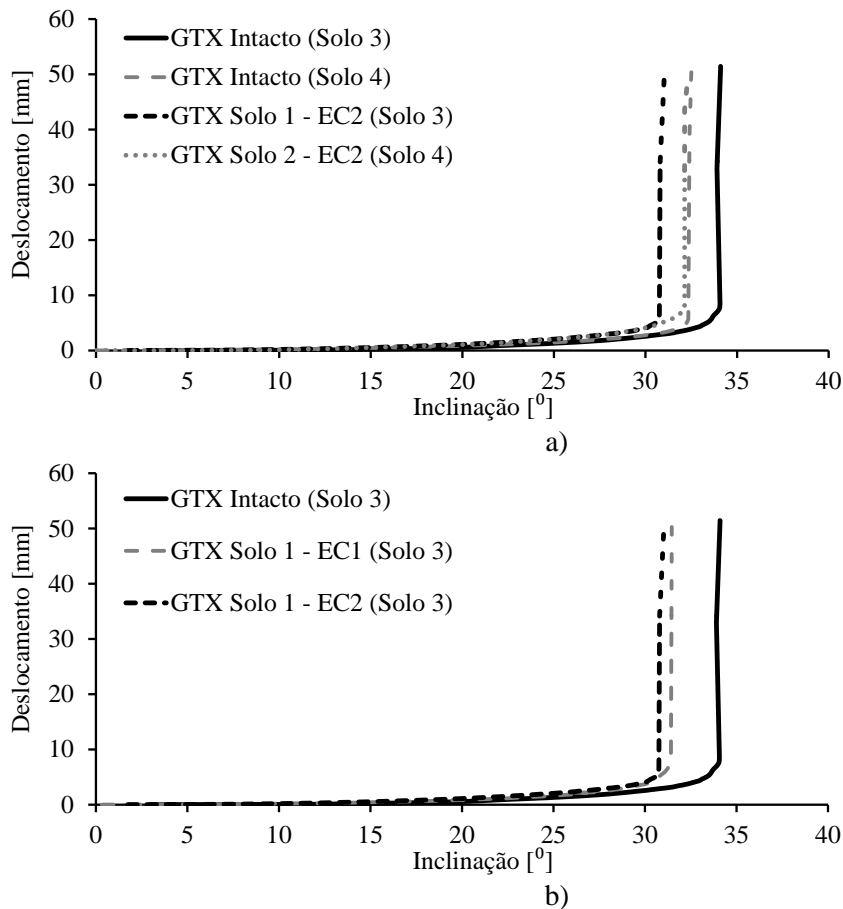 60
50
40
30
20
10
0
Deslocamento [mm]
GTX Intacto (Solo 3)
GTX Intacto (Solo 4)
GTX Solo 1 - EC2 (Solo 3)
GTX Solo 2 - EC2 (Solo 4)
0 5 10 15 20 25 30 35 40
Inclinação [⁰]
a)
60
50
40
30
20
10
0
Deslocamento [mm]
GTX Intacto (Solo 3)
GTX Solo 1 - EC1 (Solo 3)
GTX Solo 1 - EC2 (Solo 3)
0 5 10 15 20 25 30 35 40
Inclinação [⁰]
b)